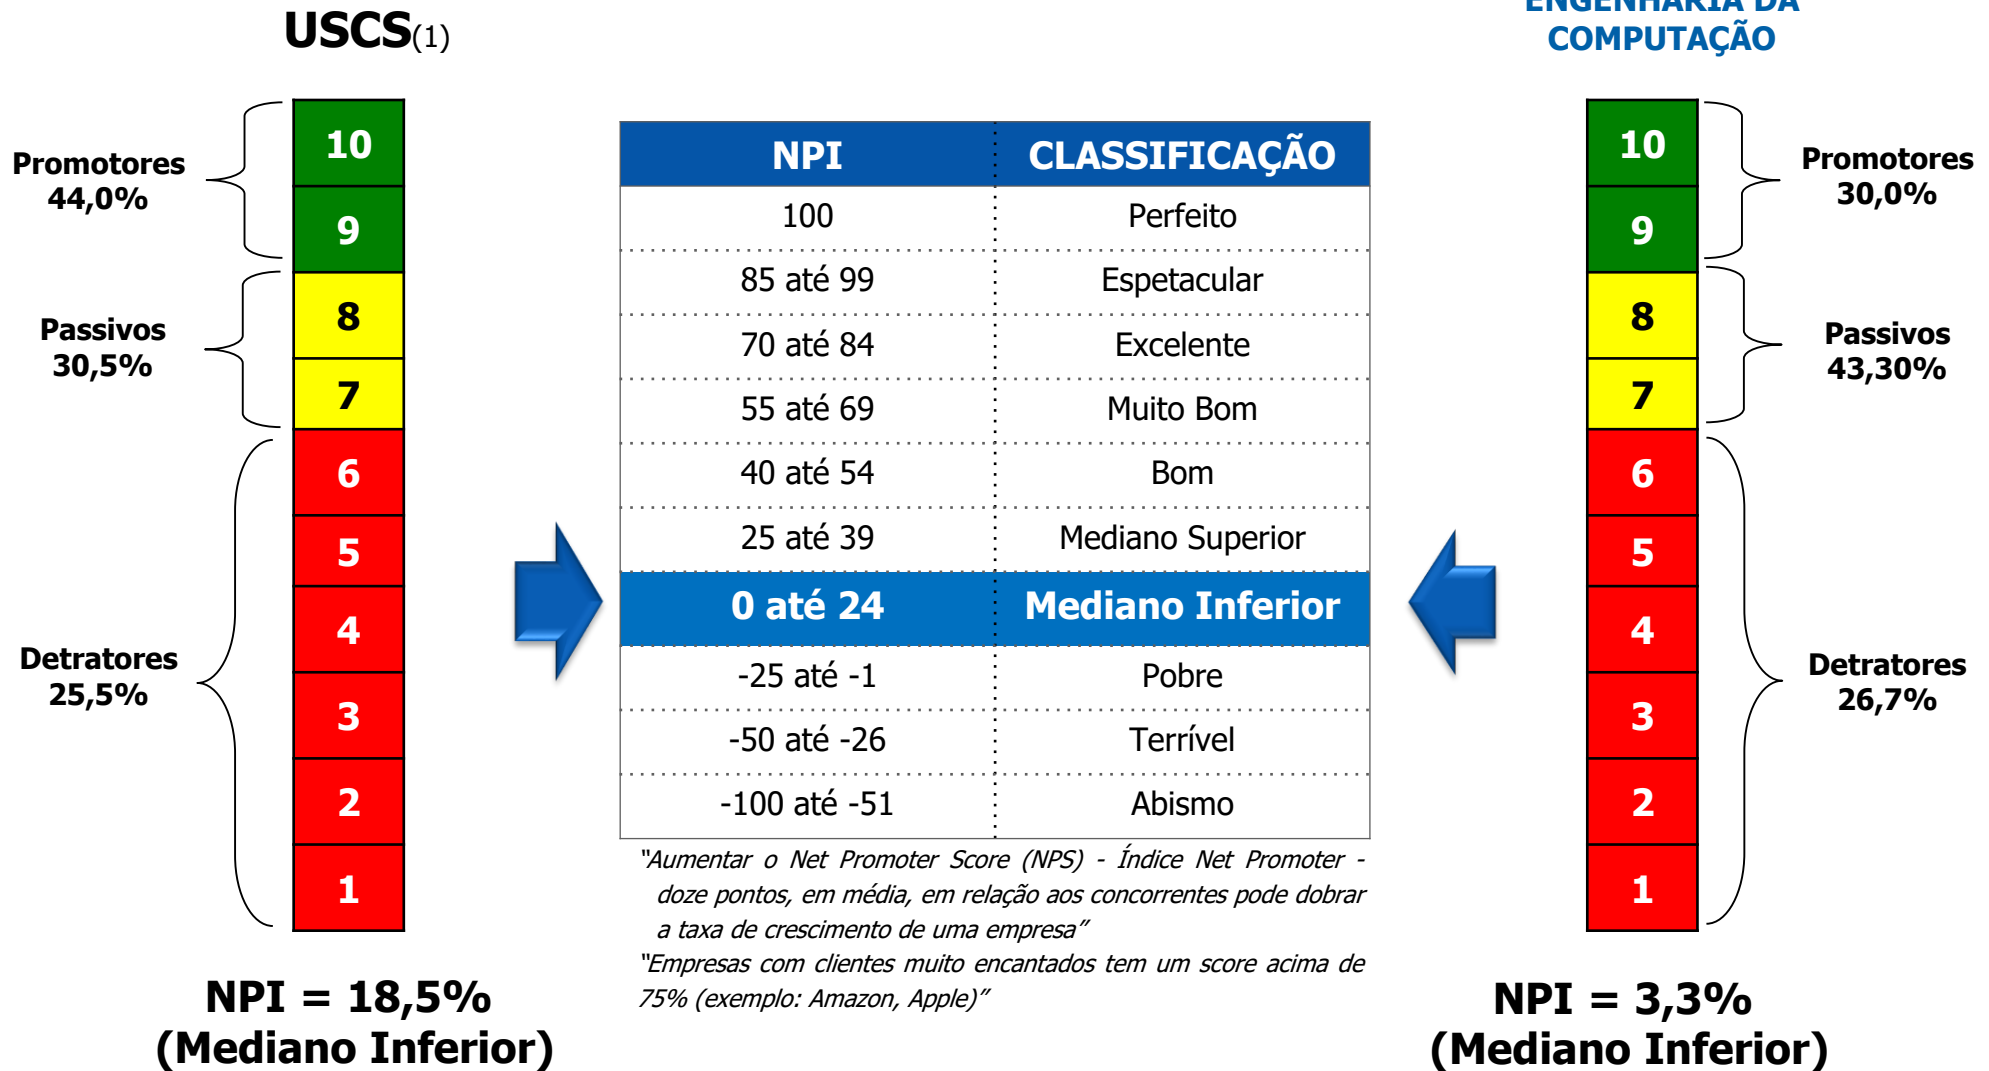 USCS(1)
10
9
8
7
6
5
4
3
2
1
Promotores
44,0%
Passivos
30,5%
Detratores
25,5%
NPI = 18,5%
(Mediano Inferior)
NPI CLASSIFICAÇÃO
100 Perfeito
85 até 99 Espetacular
70 até 84 Excelente
55 até 69 Muito Bom
40 até 54 Bom
25 até 39 Mediano Superior
0 até 24 Mediano Inferior
-25 até -1 Pobre
-50 até -26 Terrível
-100 até -51 Abismo
“Aumentar o Net Promoter Score (NPS) - Índice Net Promoter -
doze pontos, em média, em relação aos concorrentes pode dobrar
a taxa de crescimento de uma empresa”
“Empresas com clientes muito encantados tem um score acima de
75% (exemplo: Amazon, Apple)”
ENGENHARIA DA
COMPUTAÇÃO
10
9
8
7
6
5
4
3
2
1
Promotores
30,0%
Passivos
43,30%
Detratores
26,7%
NPI = 3,3%
(Mediano Inferior)